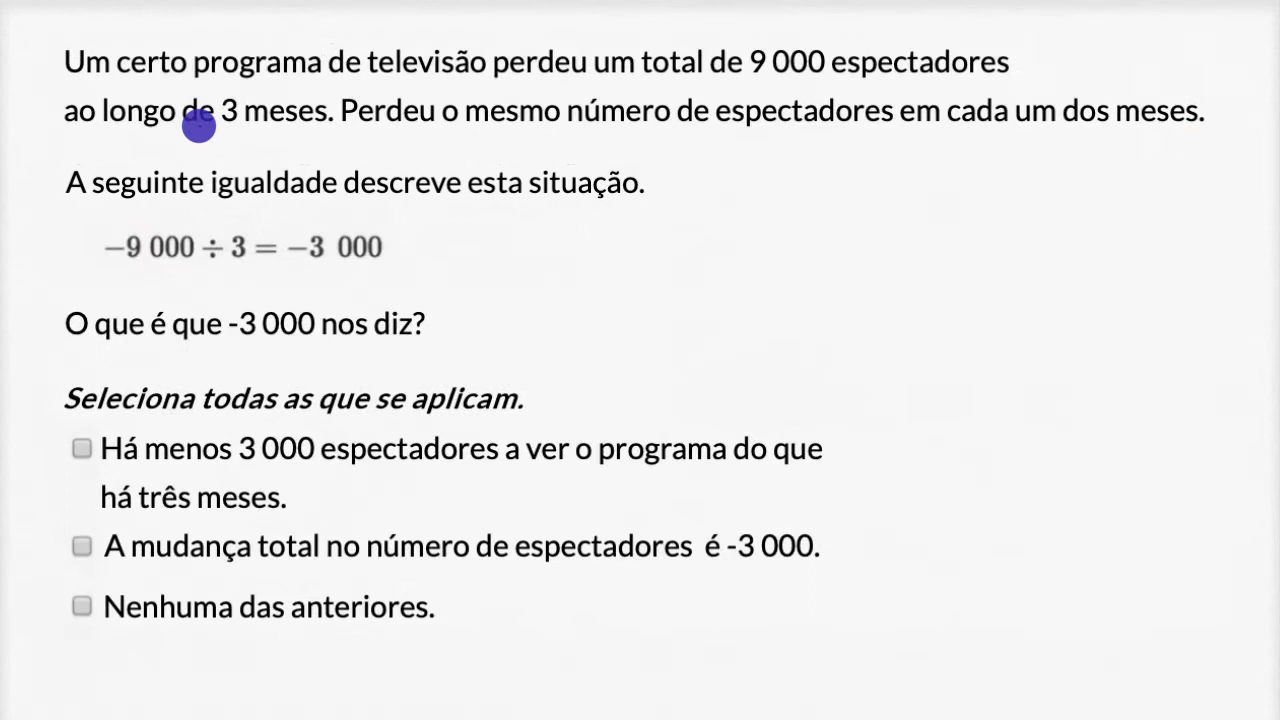 Um certo programa de televisão perdeu um total de 9 000 espectadores
ao longo de 3 meses. Perdeu o mesmo número de espectadores em cada um dos meses.
A seguinte igualdade descreve esta situação.
−9 000 ÷ 3 = −3 000
O que é que -3 000 nos diz?
Seleciona todas as que se aplicam.
Há menos 3 000 espectadores a ver o programa do que
há três meses.
A mudança total no número de espectadores é -3 000.
Nenhuma das anteriores.